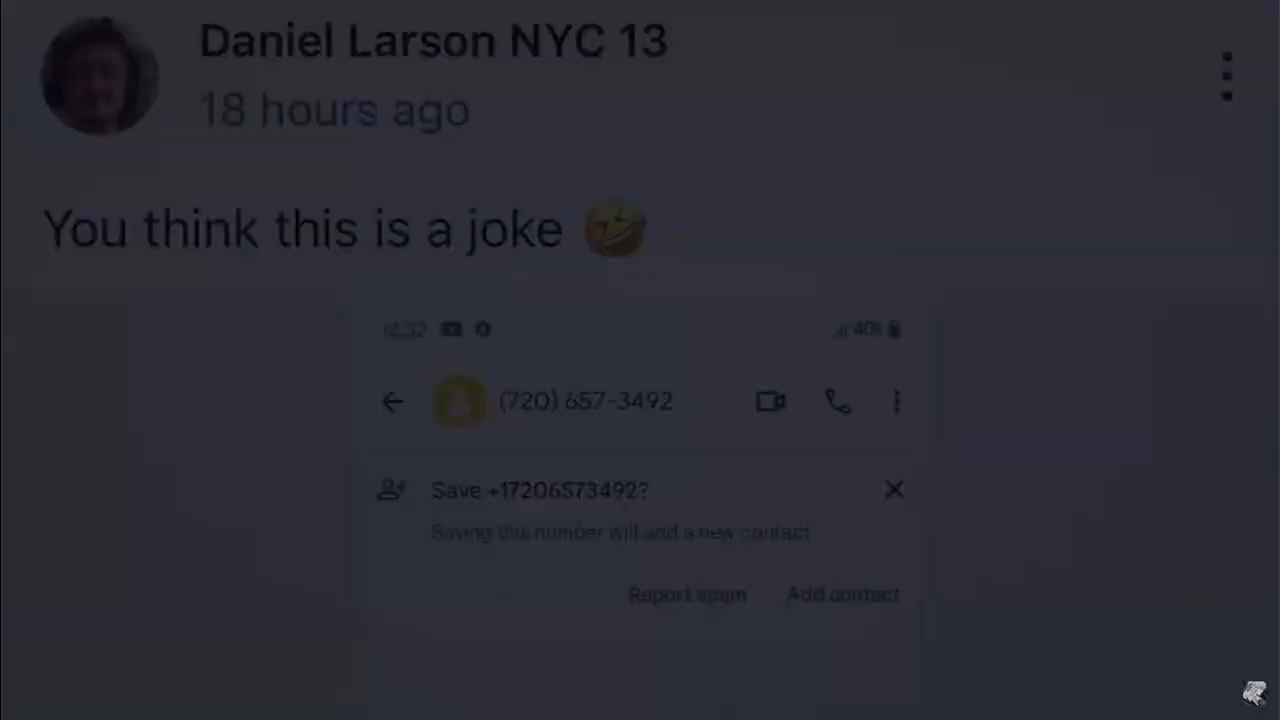 Daniel Larson NYC 13
18 hours ago
You think this is a joke 🤣
40%
(720) 657-3492
Save +17206573492?
Saving this number will add a new contact
Report spam Add contact